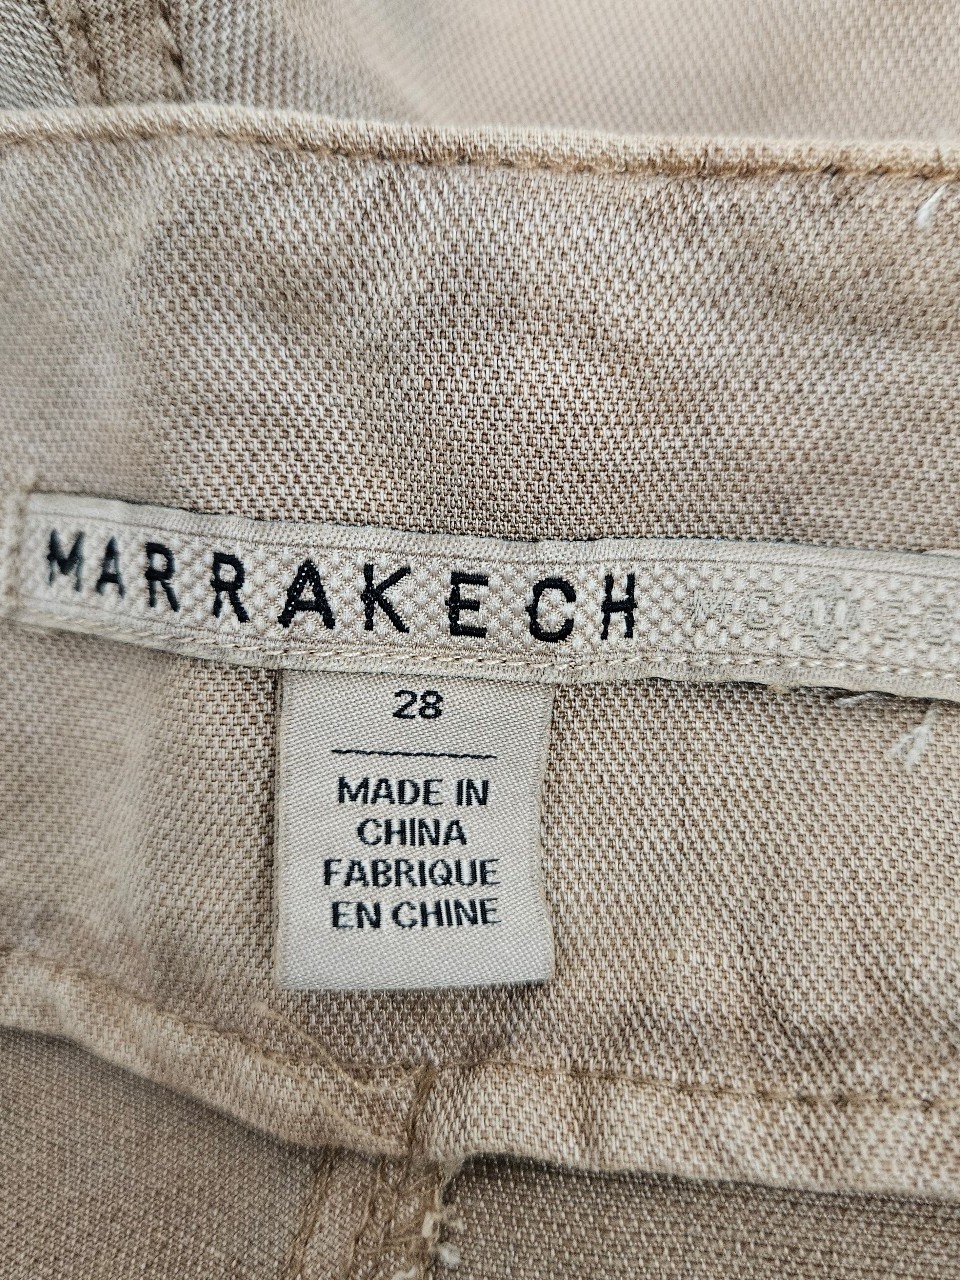 MARRAKECH
28
MADE IN
CHINA
FABRIQUE
EN CHINE